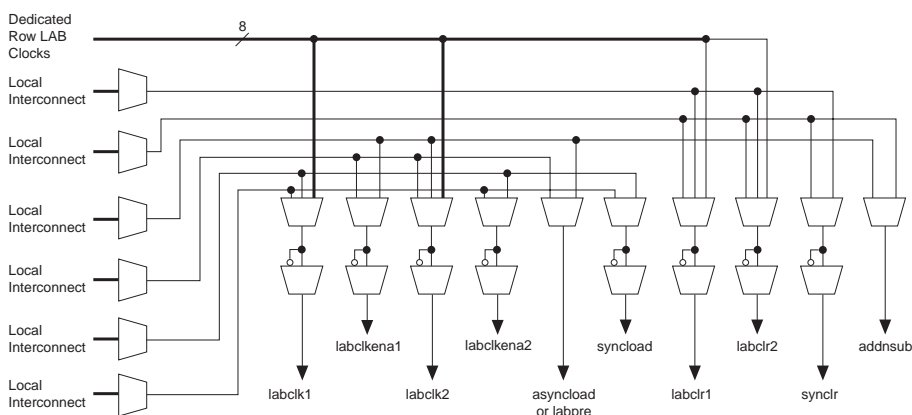 Dedicated
Row LAB
Clocks
8
Local
Interconnect
Local
Interconnect
Local
Interconnect
Local
Interconnect
Local
Interconnect
Local
Interconnect
labclkena1
labclkena2
syncload
labclr2
addnsub
labclk1
labclk2
asyncload
or labpre
labclr1
synclr